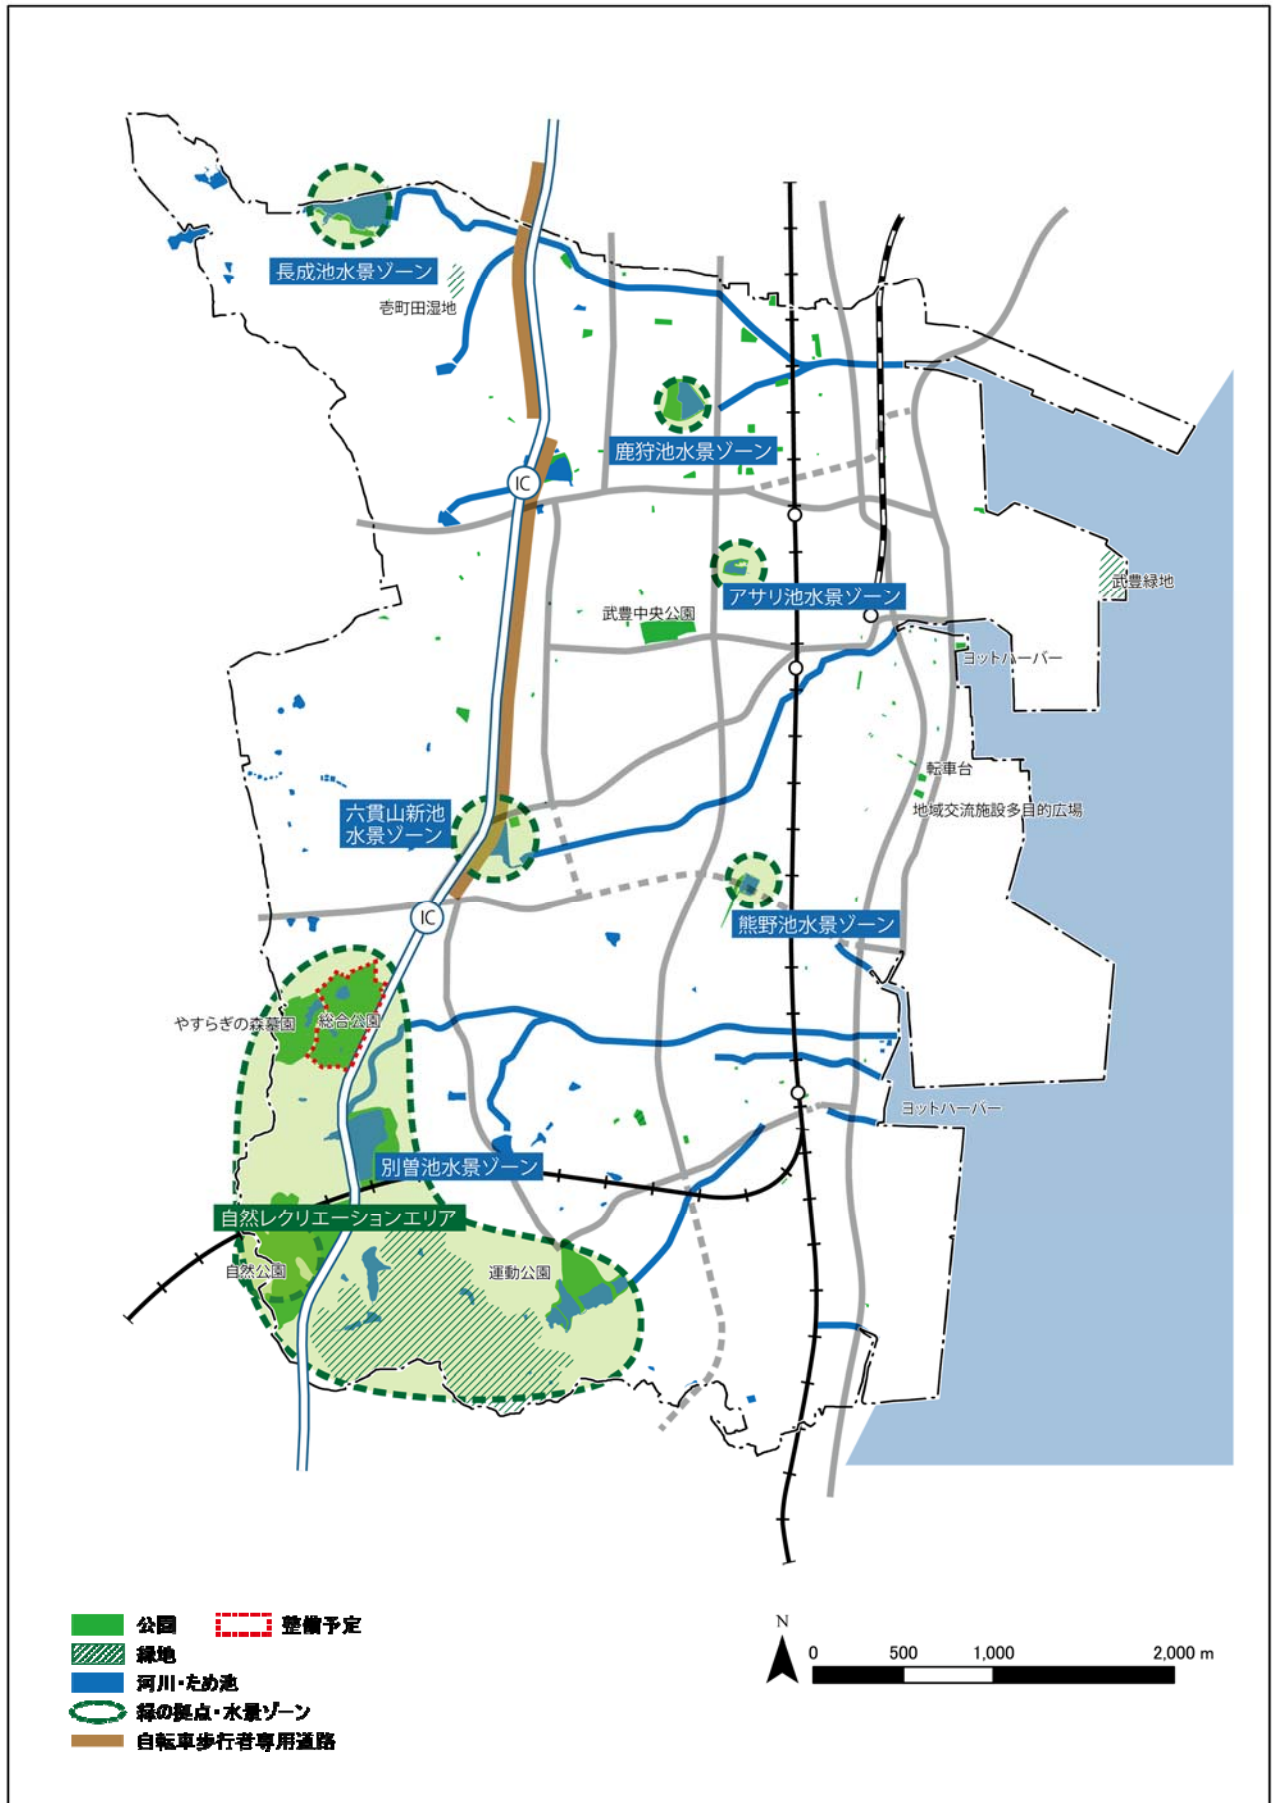 長成池水景ゾーン
壱町田湿地
鹿狩池水景ゾーン
IC
アサリ池水景ゾーン
武豊緑地
武豊中央公園
ヨットハーバー
転車台
地域交流施設多目的広場
六貫山新池
水景ゾーン
IC
熊野池水景ゾーン
やすらぎの森墓園
総合公園
ヨットハーバー
別曽池水景ゾーン
自然レクリエーションエリア
自然公園
運動公園
公園
整備予定
緑地
河川・ため池
緑の拠点・水景ゾーン
自転車歩行者専用道路
N
0 500 1,000 2,000 m